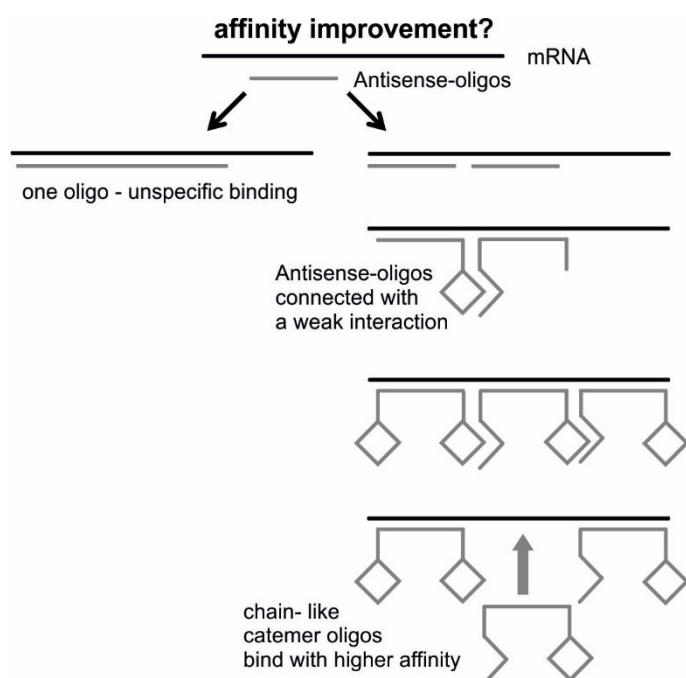 affinity improvement?
mRNA
Antisense-oligos
one oligo - unspecific binding
Antisense-oligos
connected with
a weak interaction
chain- like
catemer oligos
bind with higher affinity